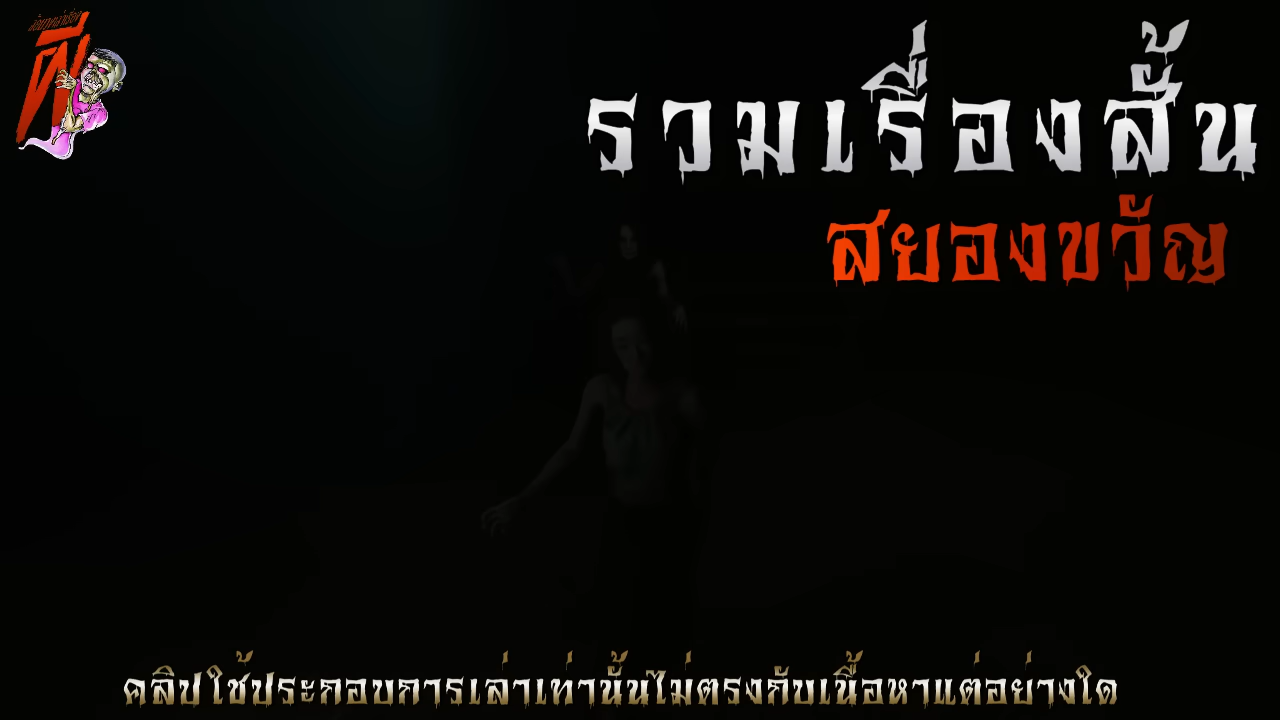 ผี
รวมเรื่องสั้น
สยองขวัญ
คลิปใช้ประกอบการเล่าเท่านั้นไม่ตรงกับเนื้อหาแต่อย่างใด